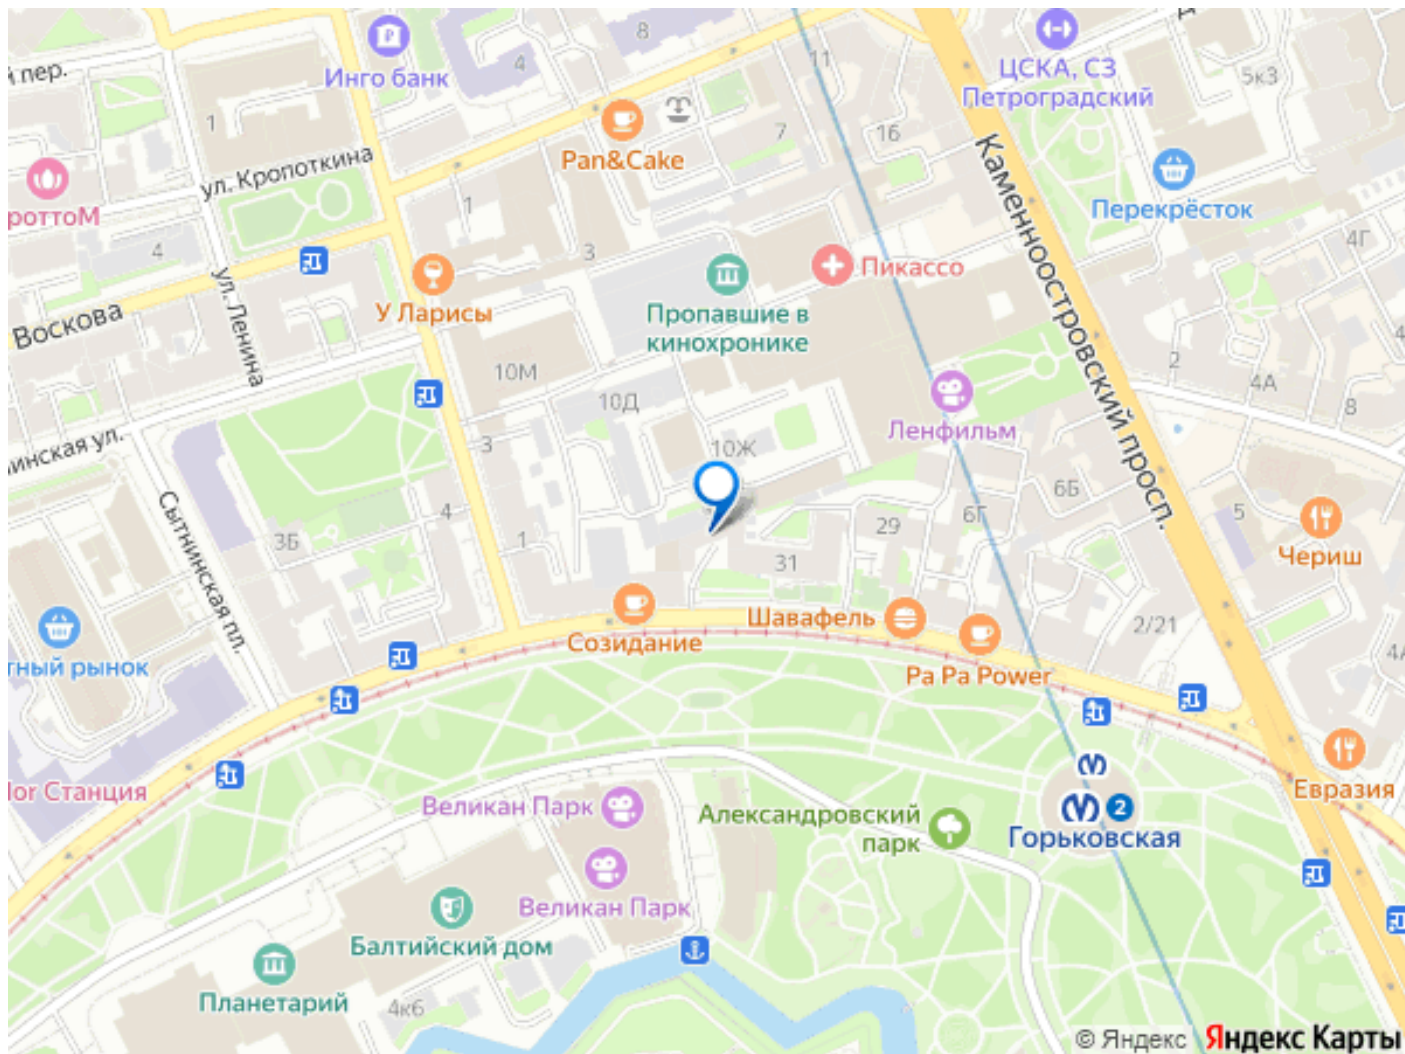 8
4
11
Инго банк
ЦСКА, СЗ
Петроградский
5к3
пер.
1
7
16
Pan&Cake
ул. Кропоткина
Каменноостровский просп.
Перекрёсток
роттоМ
1
3
4
4Г
Пикассо
Воскова
ул. Ленина
У Ларисы
Пропавшие в
кинохронике
10М
10Д
2
4А
8
Ленфильм
инская ул.
3
10Ж
6Б
6Г
Сытнинская пл.
4
3Б
1
29
31
5
Чериш
Созидание
Шавафель
2/21
4А
тный рынок
Pa Pa Power
lor Станция
Великан Парк
Александровский
парк
2
Горьковская
Евразия
Великан Парк
Балтийский дом
Планетарий
4к6
© Яндекс Яндекс Карты